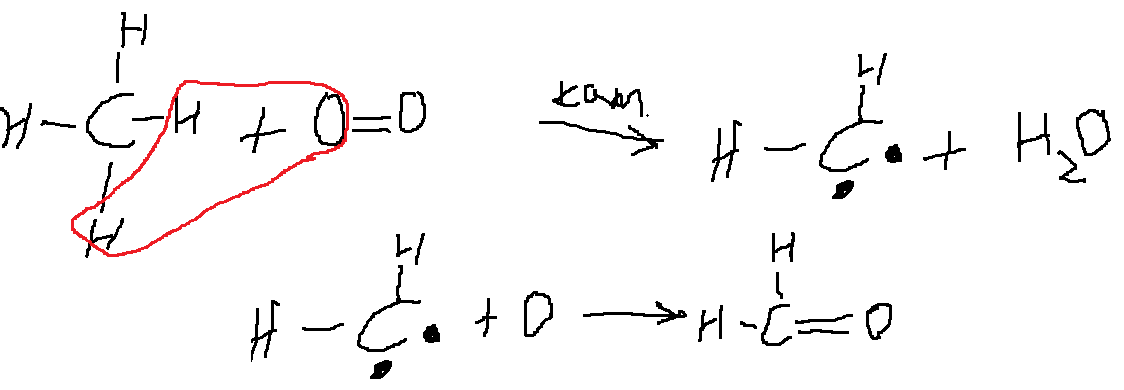 H
H–C–H + O=O кат. H
H H–C· + H₂O
H
H–C· + O → H
H–C=O